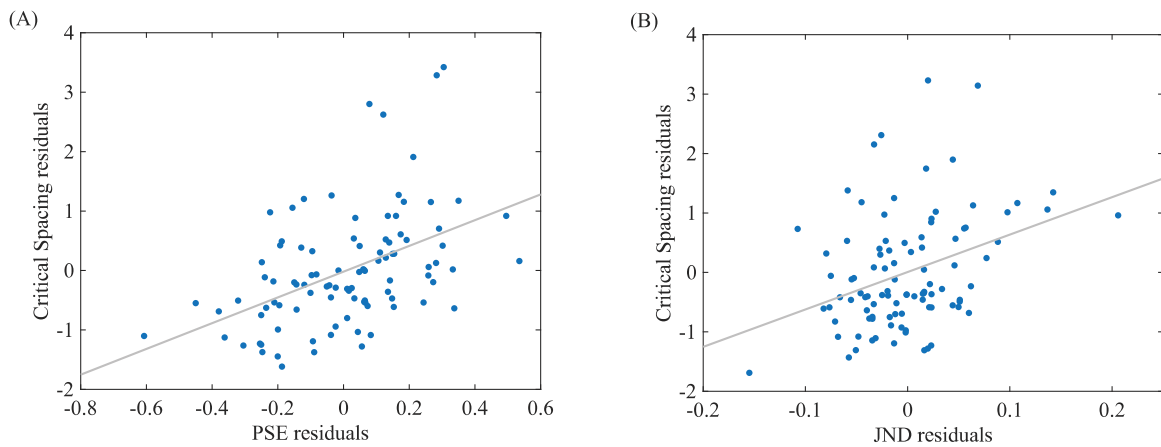 (A)
4
3
2
1
0
-1
-2
Critical Spacing residuals
-0.8 -0.6 -0.4 -0.2 0 0.2 0.4 0.6
PSE residuals
(B)
4
3
2
1
0
-1
-2
Critical Spacing residuals
-0.2 -0.1 0 0.1 0.2
JND residuals